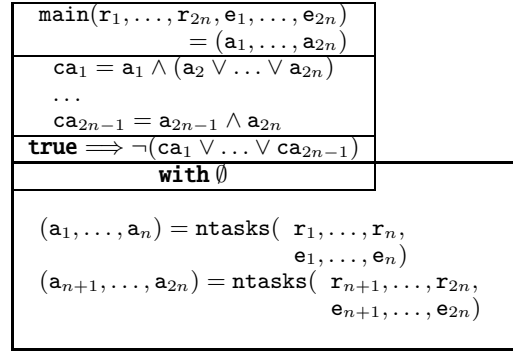 main(r₁,…,r₂ₙ,e₁,…,e₂ₙ)
= (a₁,…,a₂ₙ)
ca₁ = a₁ ∧ (a₂ ∨ … ∨ a₂ₙ)
…
ca₂ₙ₋₁ = a₂ₙ₋₁ ∧ a₂ₙ
true ⟹ ¬(ca₁ ∨ … ∨ ca₂ₙ₋₁)
with ∅
(a₁,…,aₙ) = ntasks( r₁,…,rₙ,
e₁,…,eₙ)
(aₙ₊₁,…,a₂ₙ) = ntasks( rₙ₊₁,…,r₂ₙ,
eₙ₊₁,…,e₂ₙ)